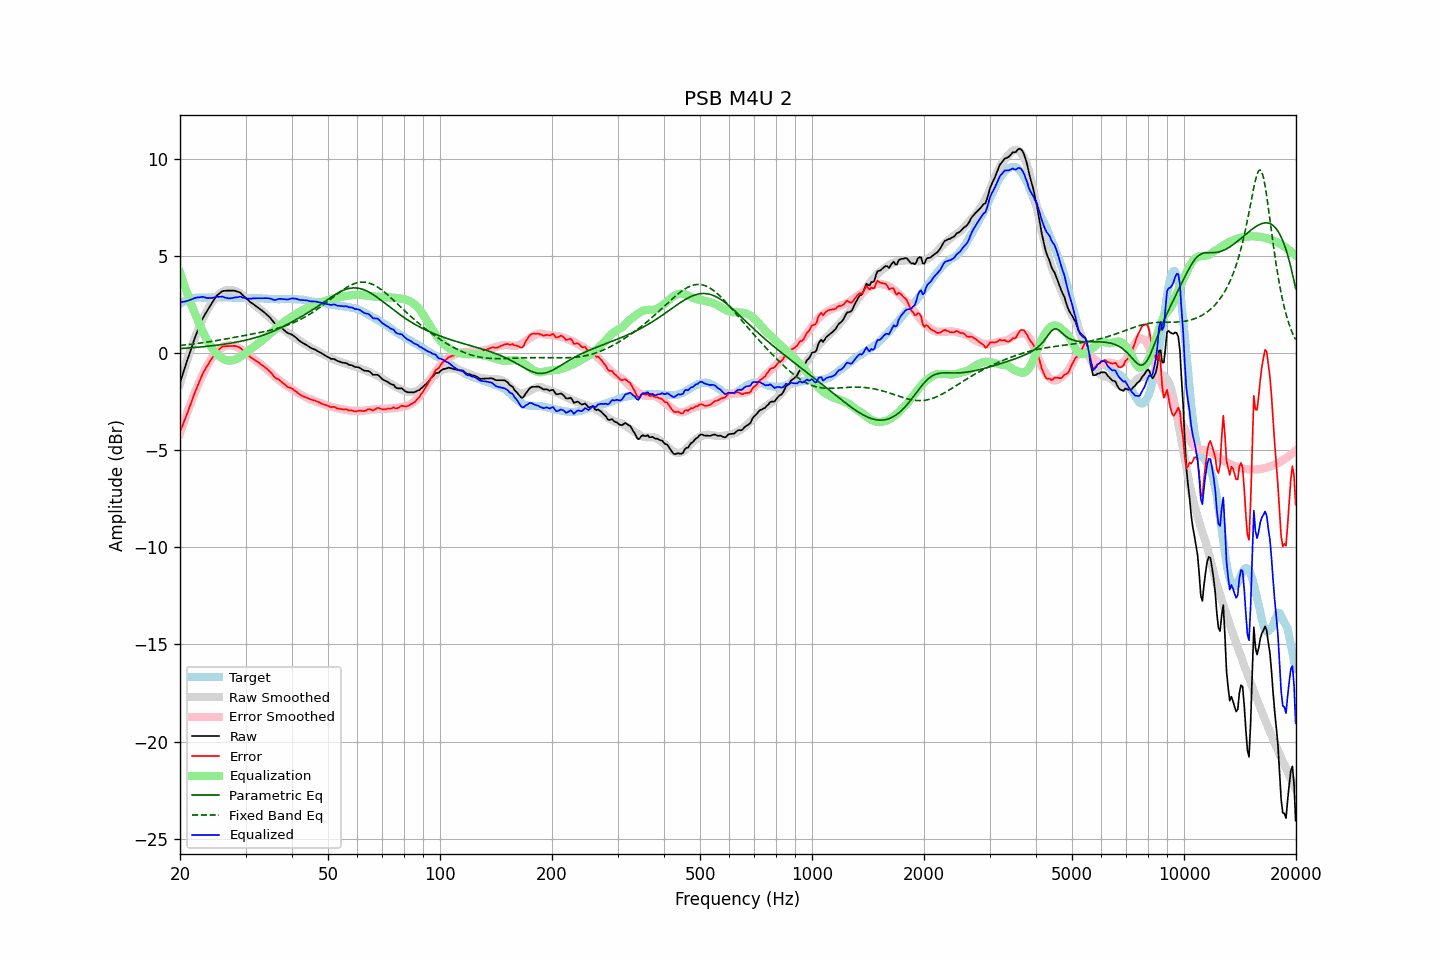 PSB M4U 2
Amplitude (dBr)
10
5
0
−5
−10
−15
−20
−25
Target
Raw Smoothed
Error Smoothed
Raw
Error
Equalization
Parametric Eq
Fixed Band Eq
Equalized
20 50 100 200 500 1000 2000 5000 10000 20000
Frequency (Hz)